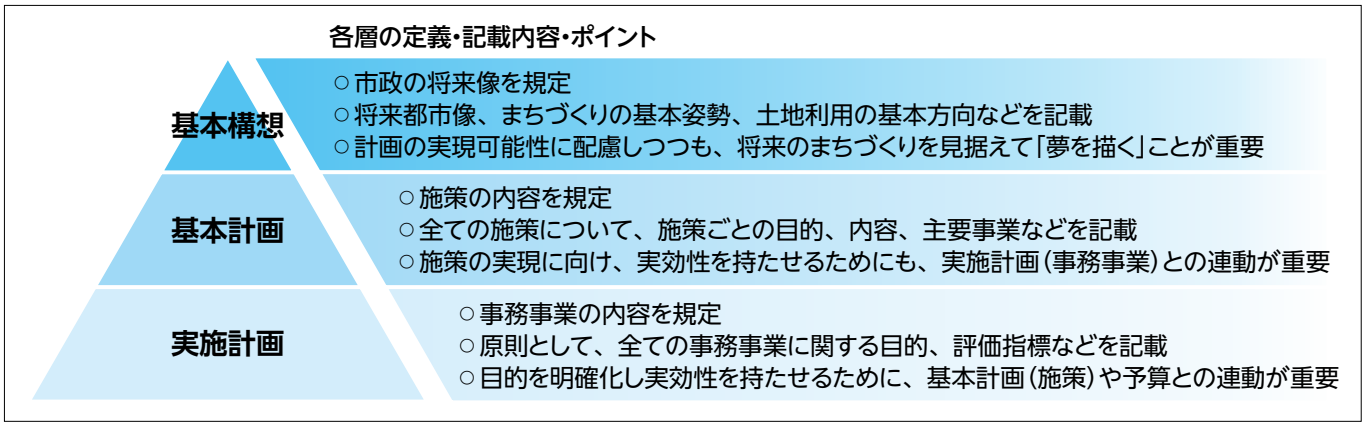 各層の定義・記載内容・ポイント
基本構想
○市政の将来像を規定
○将来都市像、まちづくりの基本姿勢、土地利用の基本方向などを記載
○計画の実現可能性に配慮しつつも、将来のまちづくりを見据えて「夢を描く」ことが重要
基本計画
○施策の内容を規定
○全ての施策について、施策ごとの目的、内容、主要事業などを記載
○施策の実現に向け、実効性を持たせるためにも、実施計画(事務事業)との連動が重要
実施計画
○事務事業の内容を規定
○原則として、全ての事務事業に関する目的、評価指標などを記載
○目的を明確化し実効性を持たせるために、基本計画(施策)や予算との連動が重要